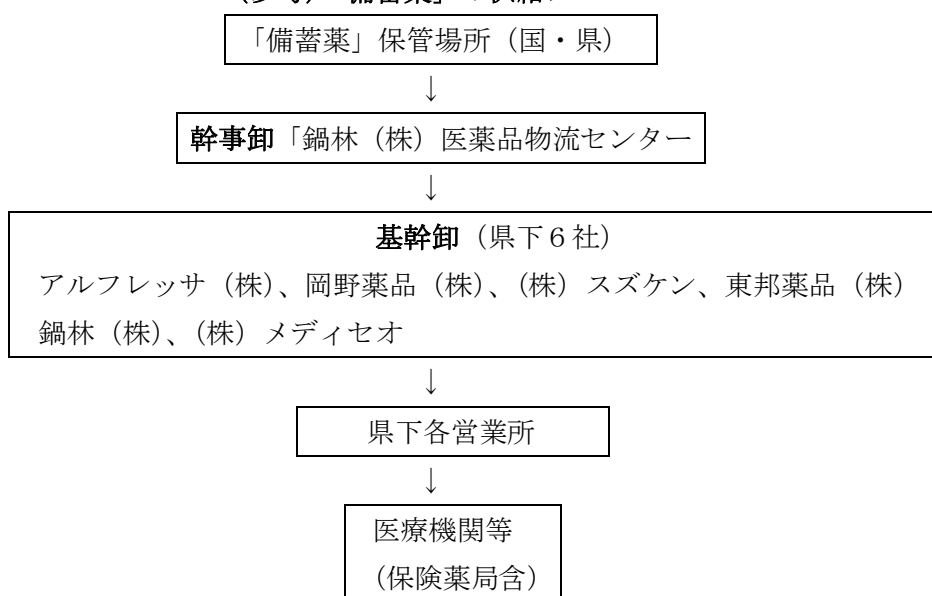 「備蓄薬」保管場所（国・県）
↓
幹事卸「鍋林（株）医薬品物流センター
↓
基幹卸（県下６社）
アルフレッサ（株）、岡野薬品（株）、（株）スズケン、東邦薬品（株）
鍋林（株）、（株）メディセオ
↓
県下各営業所
↓
医療機関等
（保険薬局含）